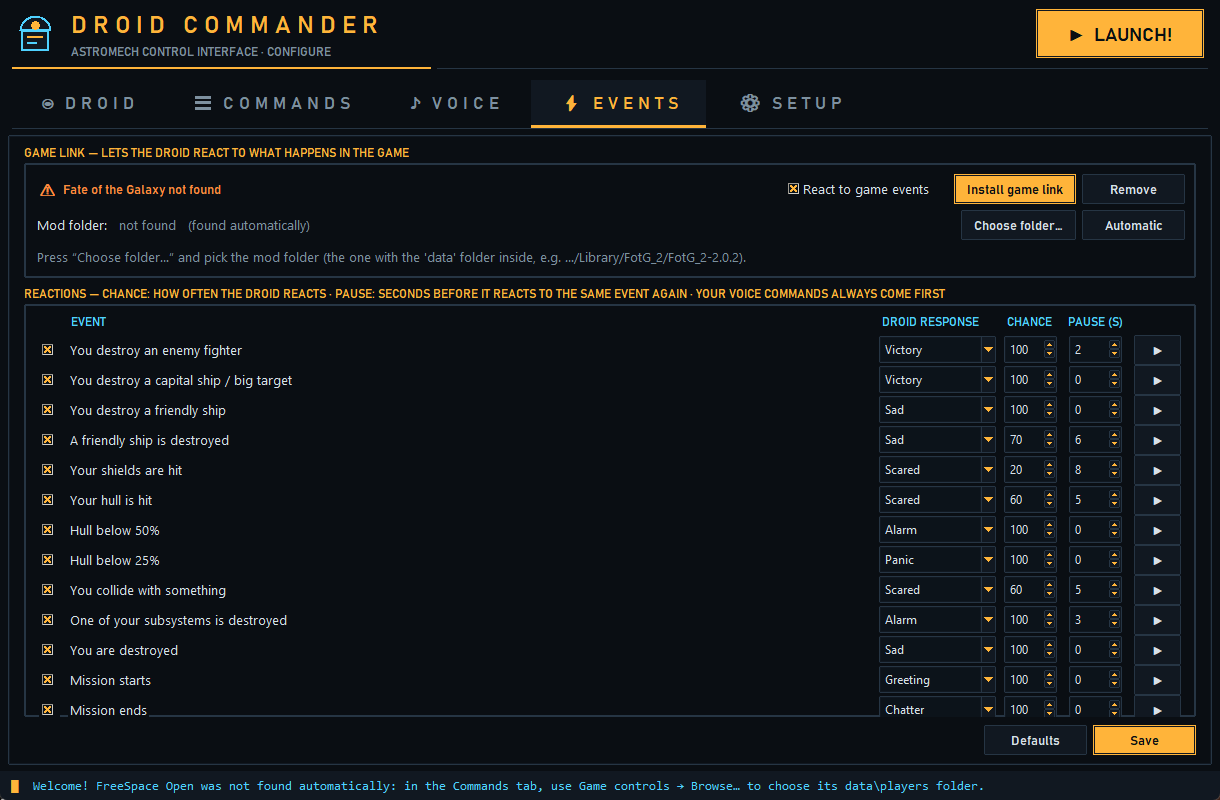 DROID COMMANDER
ASTROMECH CONTROL INTERFACE · CONFIGURE
► LAUNCH!
DROID
COMMANDS
VOICE
EVENTS
SETUP
GAME LINK — LETS THE DROID REACT TO WHAT HAPPENS IN THE GAME
Fate of the Galaxy not found
React to game events
Install game link
Remove
Mod folder: not found (found automatically)
Choose folder…
Automatic
Press “Choose folder…” and pick the mod folder (the one with the 'data' folder inside, e.g. …/Library/FotG_2/FotG_2-2.0.2).
REACTIONS — CHANCE: HOW OFTEN THE DROID REACTS · PAUSE: SECONDS BEFORE IT REACTS TO THE SAME EVENT AGAIN · YOUR VOICE COMMANDS ALWAYS COME FIRST
EVENT DROID RESPONSE CHANCE PAUSE (S)
You destroy an enemy fighter Victory 100 2
You destroy a capital ship / big target Victory 100 0
You destroy a friendly ship Sad 100 0
A friendly ship is destroyed Sad 70 6
Your shields are hit Scared 20 8
Your hull is hit Scared 60 5
Hull below 50% Alarm 100 0
Hull below 25% Panic 100 0
You collide with something Scared 60 5
One of your subsystems is destroyed Alarm 100 3
You are destroyed Sad 100 0
Mission starts Greeting 100 0
Mission ends Chatter 100 0
Defaults
Save
Welcome! FreeSpace Open was not found automatically: in the Commands tab, use Game controls → Browse… to choose its data\players folder.